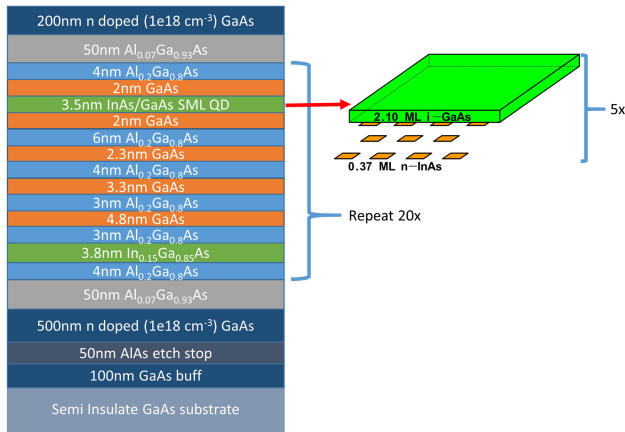 200nm n doped (1e18 cm⁻³) GaAs
50nm Al₀.₀₇Ga₀.₉₃As
4nm Al₀.₂Ga₀.₈As
2nm GaAs
3.5nm InAs/GaAs SML QD
2nm GaAs
6nm Al₀.₂Ga₀.₈As
2.3nm GaAs
4nm Al₀.₂Ga₀.₈As
3.3nm GaAs
3nm Al₀.₂Ga₀.₈As
4.8nm GaAs
3nm Al₀.₂Ga₀.₈As
3.8nm In₀.₁₅Ga₀.₈₅As
4nm Al₀.₂Ga₀.₈As
50nm Al₀.₀₇Ga₀.₉₃As
500nm n doped (1e18 cm⁻³) GaAs
50nm AlAs etch stop
100nm GaAs buff
Semi Insulate GaAs substrate
Repeat 20x
2.10 ML i–GaAs
0.37 ML n–InAs
5x